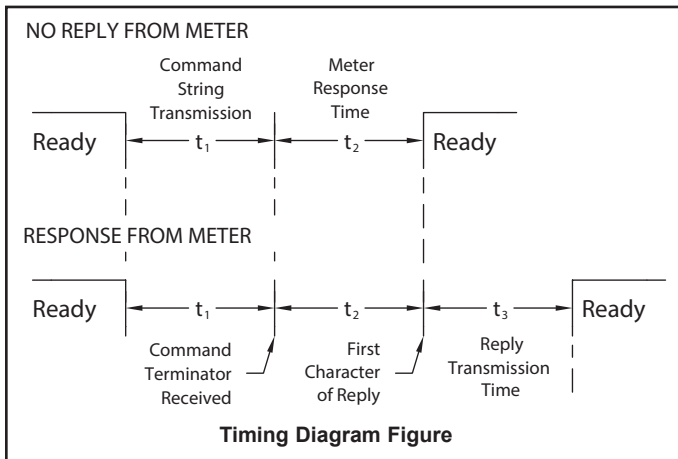 NO REPLY FROM METER
Command
String
Transmission
Meter
Response
Time
Ready
t₁
t₂
Ready
RESPONSE FROM METER
Ready
t₁
t₂
t₃
Ready
Command
Terminator
Received
First
Character
of Reply
Reply
Transmission
Time
Timing Diagram Figure